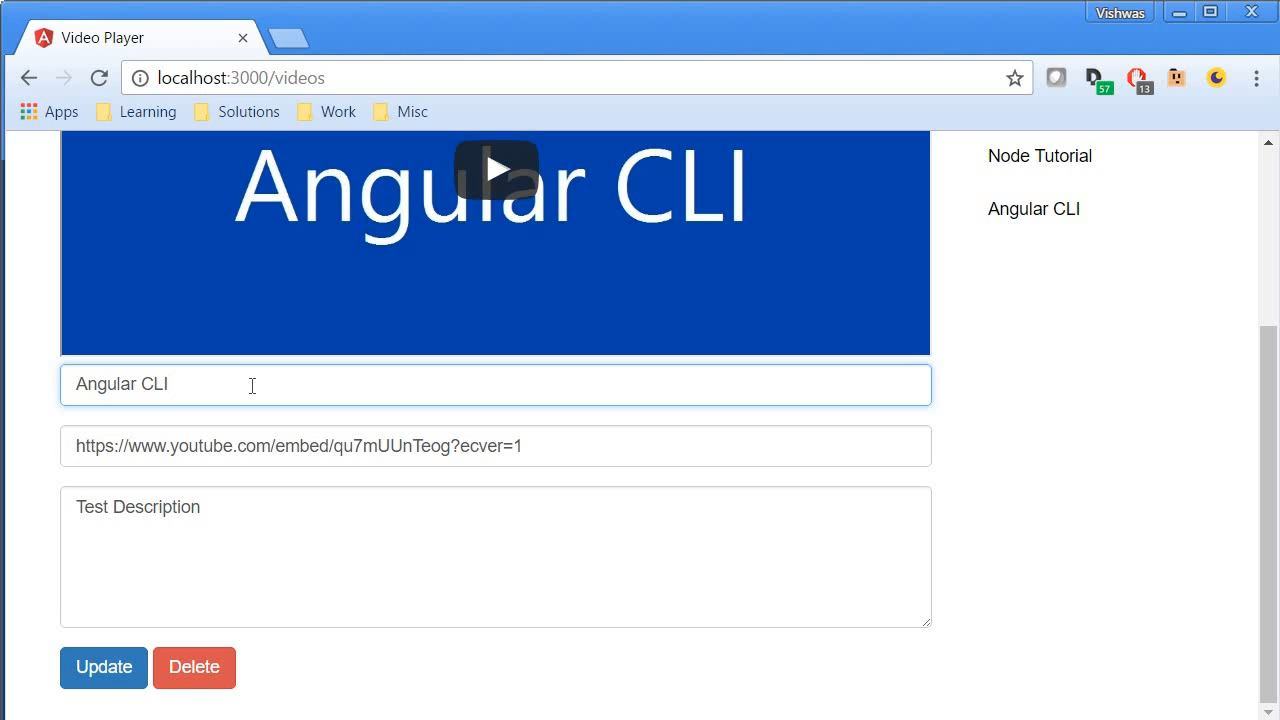 Vishwas
Video Player
localhost:3000/videos
57
13
Apps Learning Solutions Work Misc
Angular CLI
Node Tutorial
Angular CLI
Angular CLI
https://www.youtube.com/embed/qu7mUUnTeog?ecver=1
Test Description
Update Delete